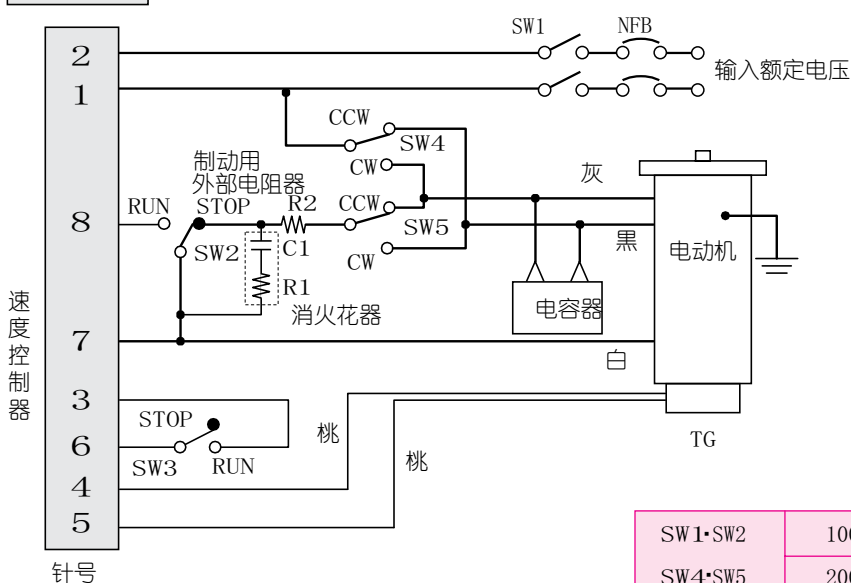 SW1
NFB
2
输入额定电压
1
CCW
SW4
制动用
外部电阻器
CW
灰
RUN
STOP
R2
CCW
8
SW5
黑
电动机
SW2
C1
CW
R1
电容器
消火花器
速度控制器
7
白
3
STOP
桃
TG
6
桃
SW3
RUN
4
5
SW1·SW2
SW4·SW5
针号